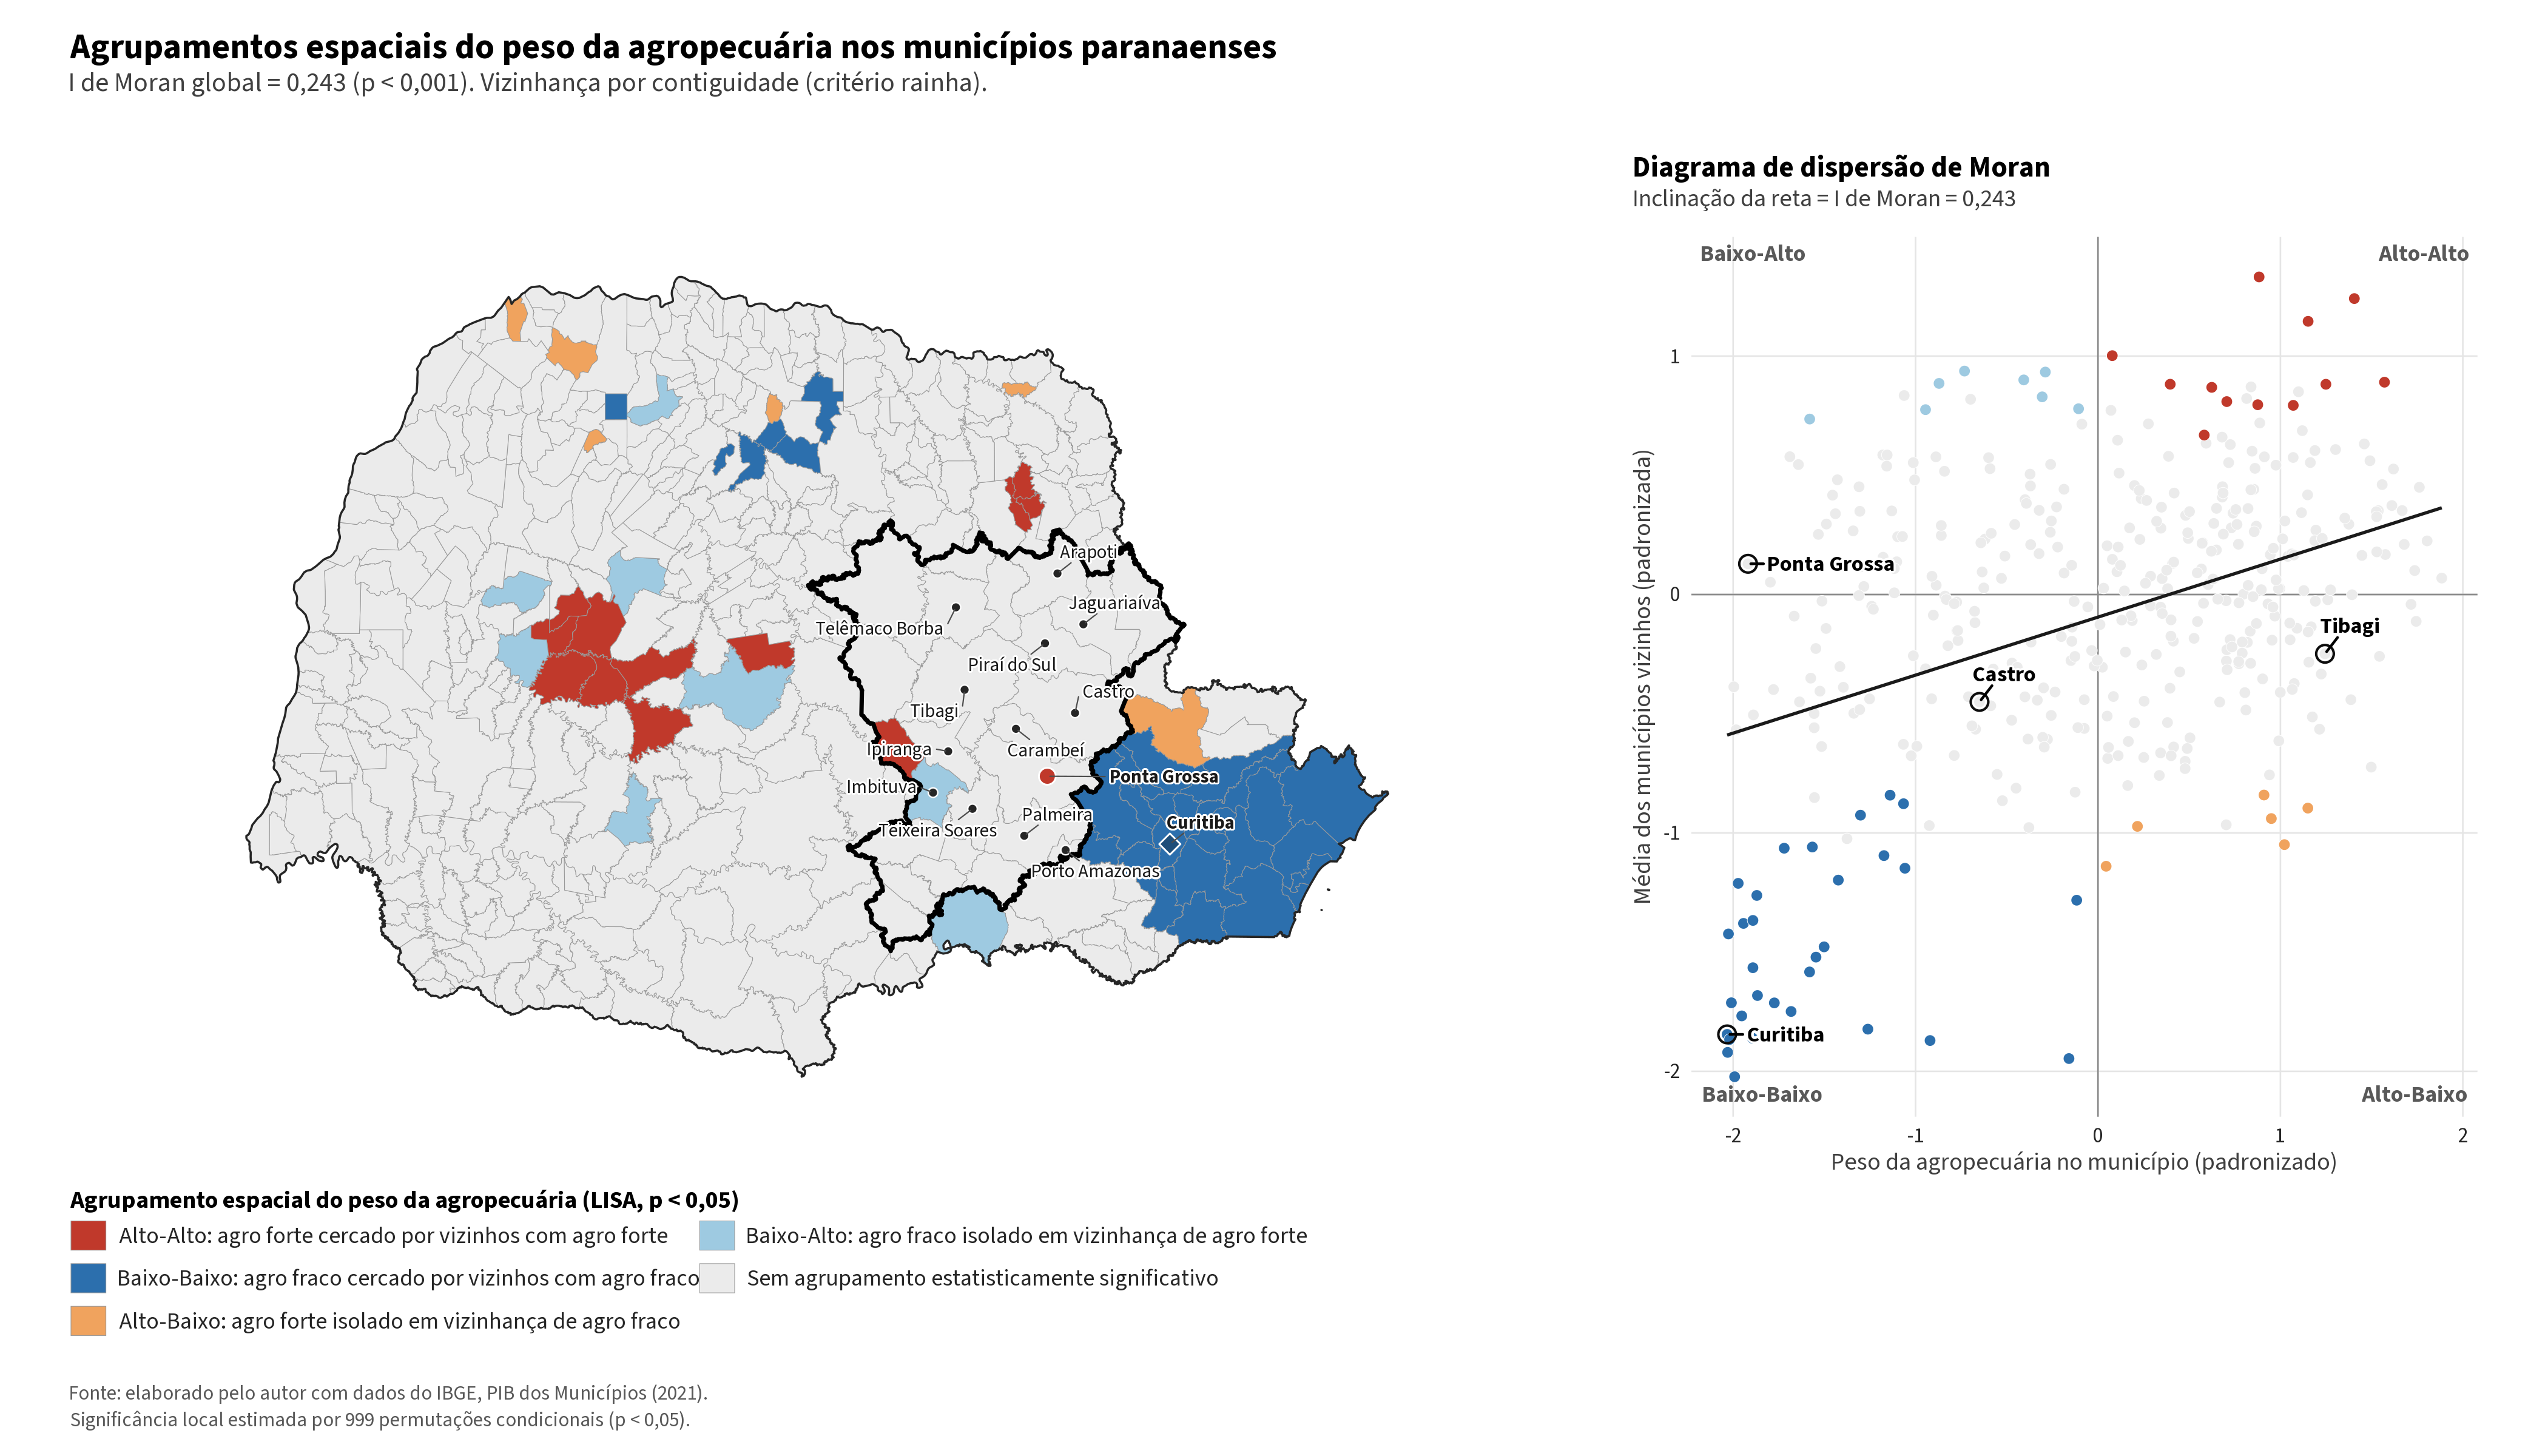 Agrupamentos espaciais do peso da agropecuária nos municípios paranaenses
I de Moran global = 0,243 (p < 0,001). Vizinhança por contiguidade (critério rainha).
Arapoti
Jaguariaíva
Telêmaco Borba
Piraí do Sul
Castro
Tibagi
Ipiranga
Carambeí
Ponta Grossa
Imbituva
Palmeira
Teixeira Soares
Curitiba
Porto Amazonas
Diagrama de dispersão de Moran
Inclinação da reta = I de Moran = 0,243
Baixo-Alto
Alto-Alto
1
0
-1
-2
Média dos municípios vizinhos (padronizada)
Ponta Grossa
Tibagi
Castro
Curitiba
Baixo-Baixo
Alto-Baixo
-2
-1
0
1
2
Peso da agropecuária no município (padronizado)
Agrupamento espacial do peso da agropecuária (LISA, p < 0,05)
Alto-Alto: agro forte cercado por vizinhos com agro forte
Baixo-Alto: agro fraco isolado em vizinhança de agro forte
Baixo-Baixo: agro fraco cercado por vizinhos com agro fraco
Sem agrupamento estatisticamente significativo
Alto-Baixo: agro forte isolado em vizinhança de agro fraco
Fonte: elaborado pelo autor com dados do IBGE, PIB dos Municípios (2021).
Significância local estimada por 999 permutações condicionais (p < 0,05).